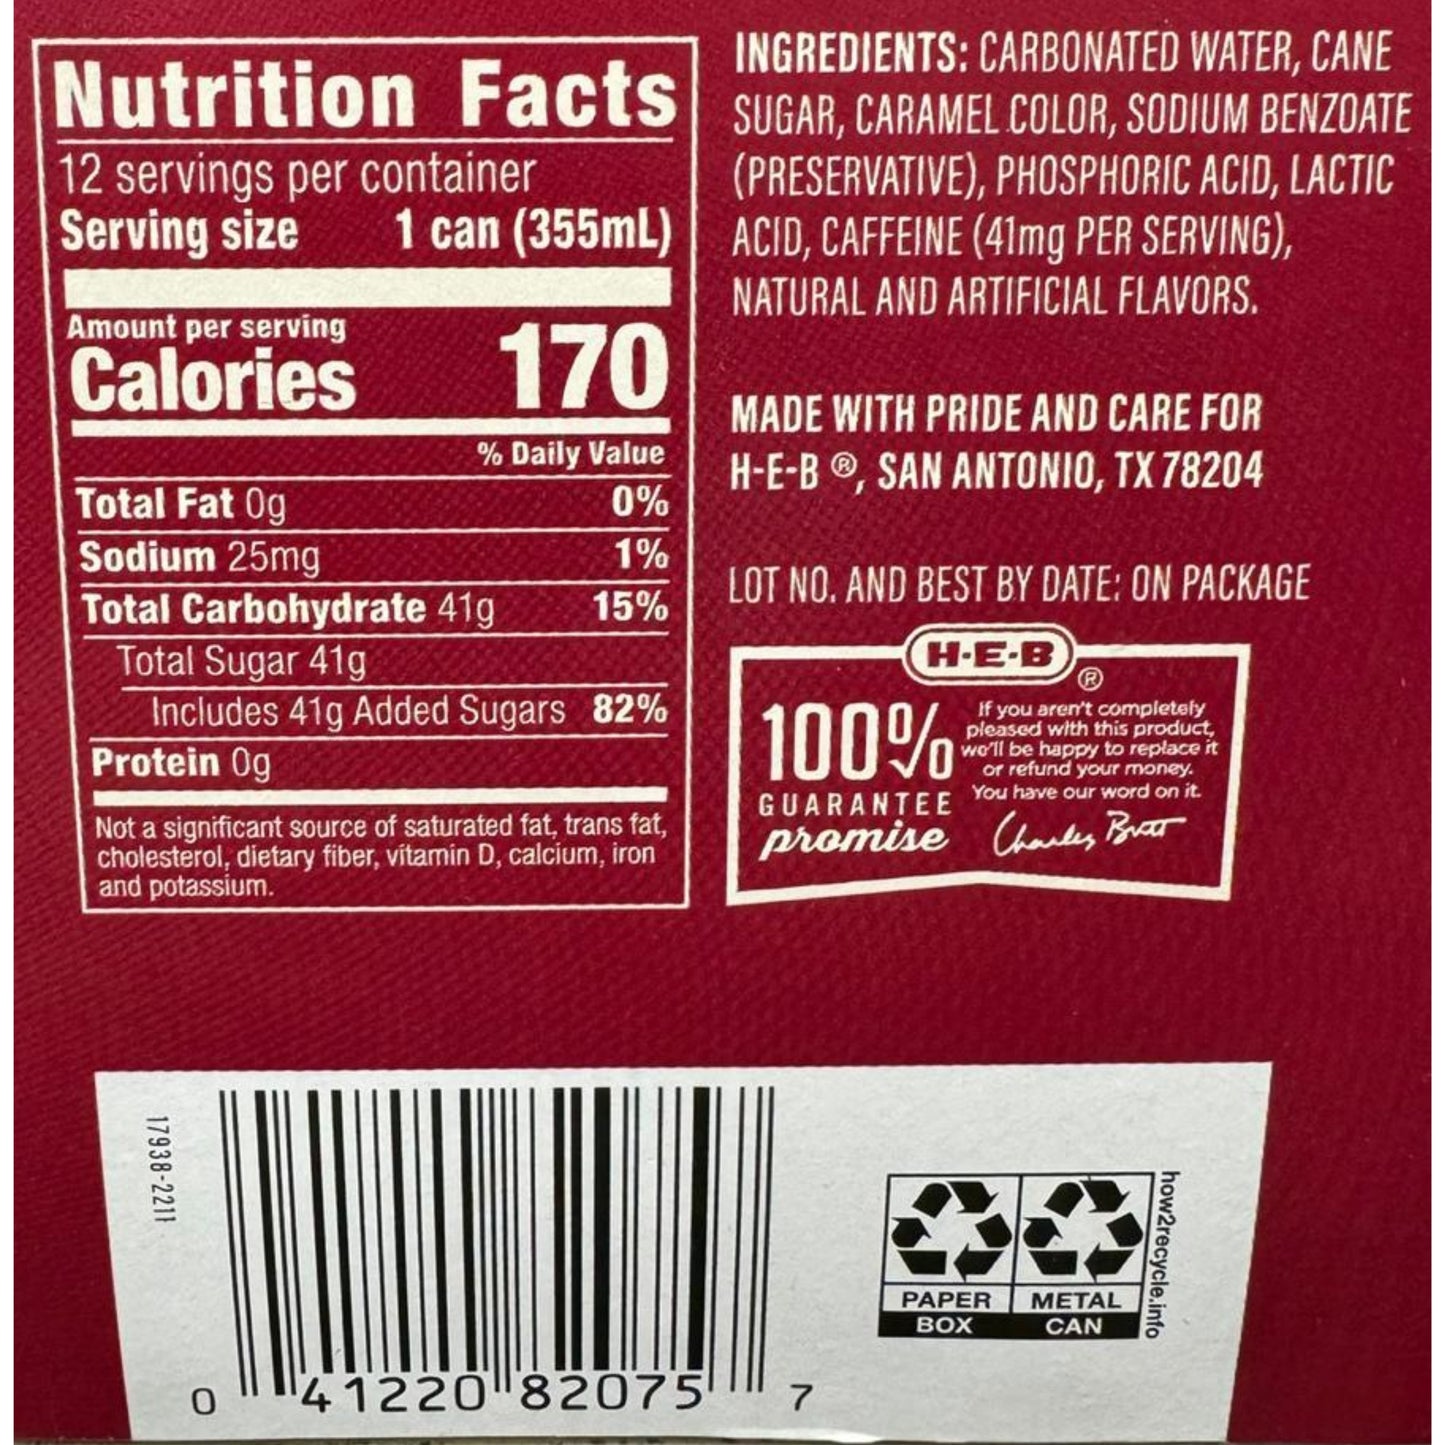 Nutrition Facts
12 servings per container
Serving size 1 can (355mL)
Amount per serving
Calories 170
% Daily Value
Total Fat 0g 0%
Sodium 25mg 1%
Total Carbohydrate 41g 15%
Total Sugar 41g
Includes 41g Added Sugars 82%
Protein 0g
Not a significant source of saturated fat, trans fat,
cholesterol, dietary fiber, vitamin D, calcium, iron
and potassium.
INGREDIENTS: CARBONATED WATER, CANE
SUGAR, CARAMEL COLOR, SODIUM BENZOATE
(PRESERVATIVE), PHOSPHORIC ACID, LACTIC
ACID, CAFFEINE (41mg PER SERVING),
NATURAL AND ARTIFICIAL FLAVORS.
MADE WITH PRIDE AND CARE FOR
H-E-B ®, SAN ANTONIO, TX 78204
LOT NO. AND BEST BY DATE: ON PACKAGE
H-E-B ®
100%
GUARANTEE
promise
If you aren't completely
pleased with this product,
we'll be happy to replace it
or refund your money.
You have our word on it.
Charles Butt
17938-2211
0 41220 82075 7
PAPER METAL
BOX CAN
how2recycle.info